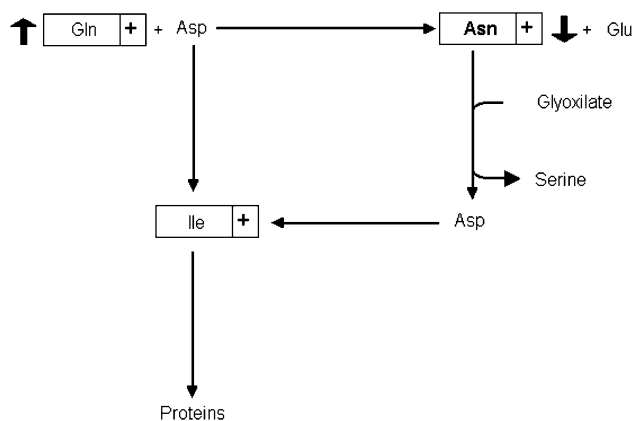 Gln + + Asp Asn + + Glu
Glyoxilate
Serine
Ile + Asp
Proteins